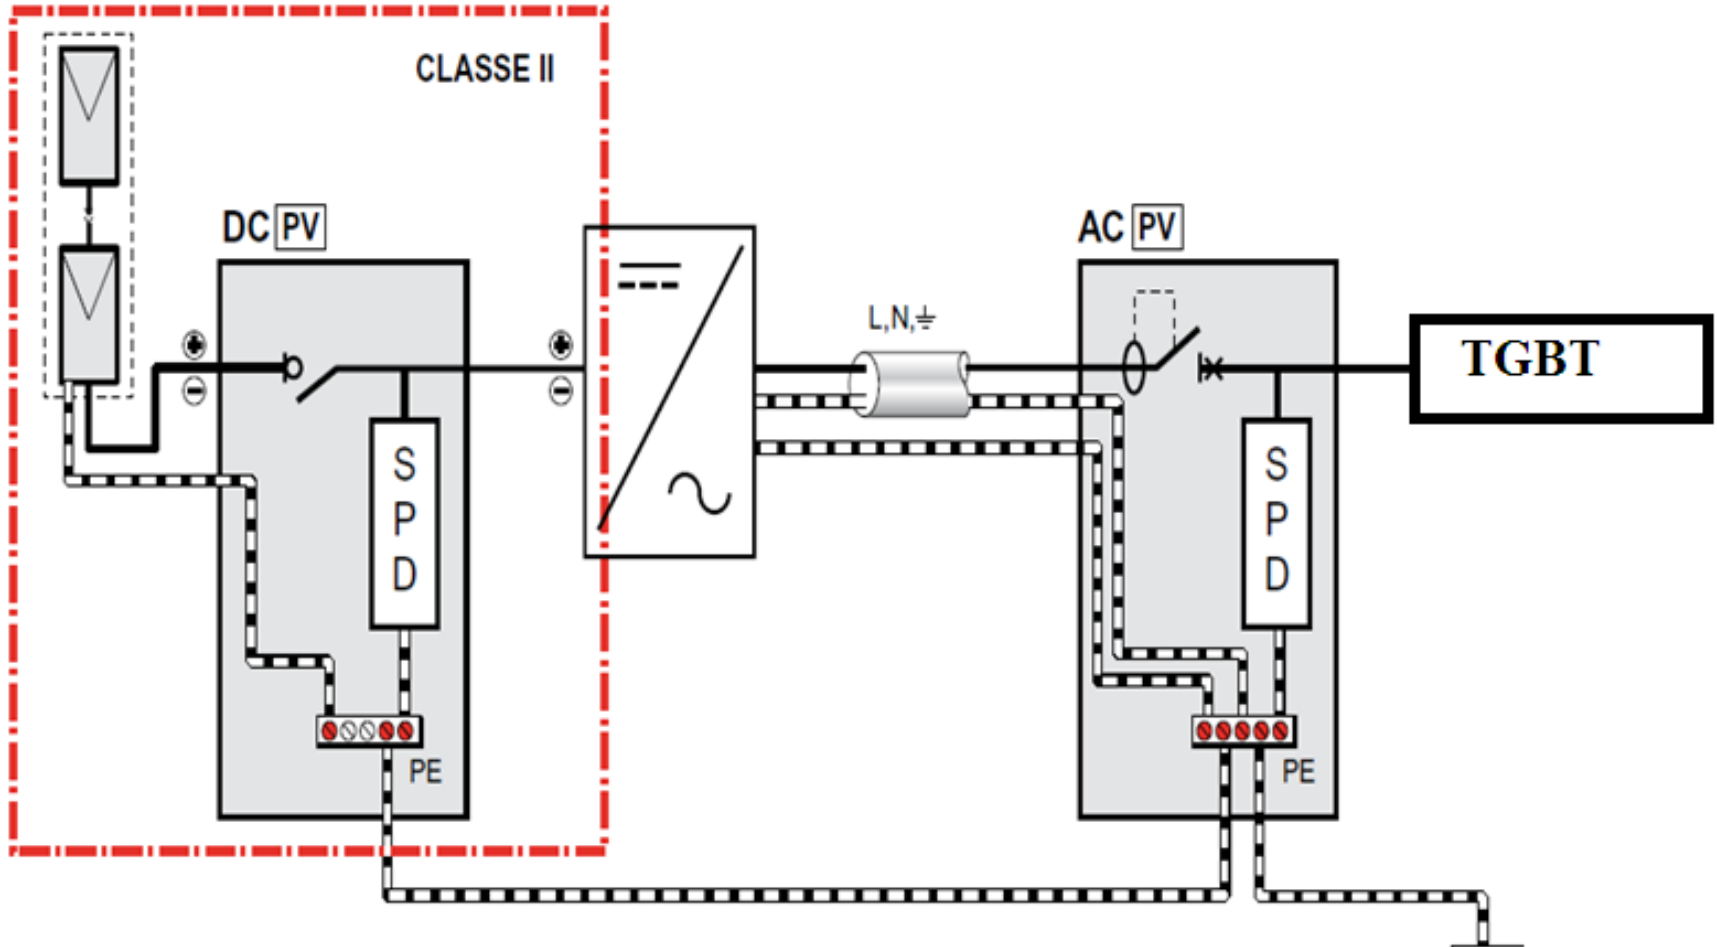 CLASSE II
DC PV
AC PV
L,N,⏚
TGBT
+
-
+
-
S
P
D
S
P
D
PE
PE